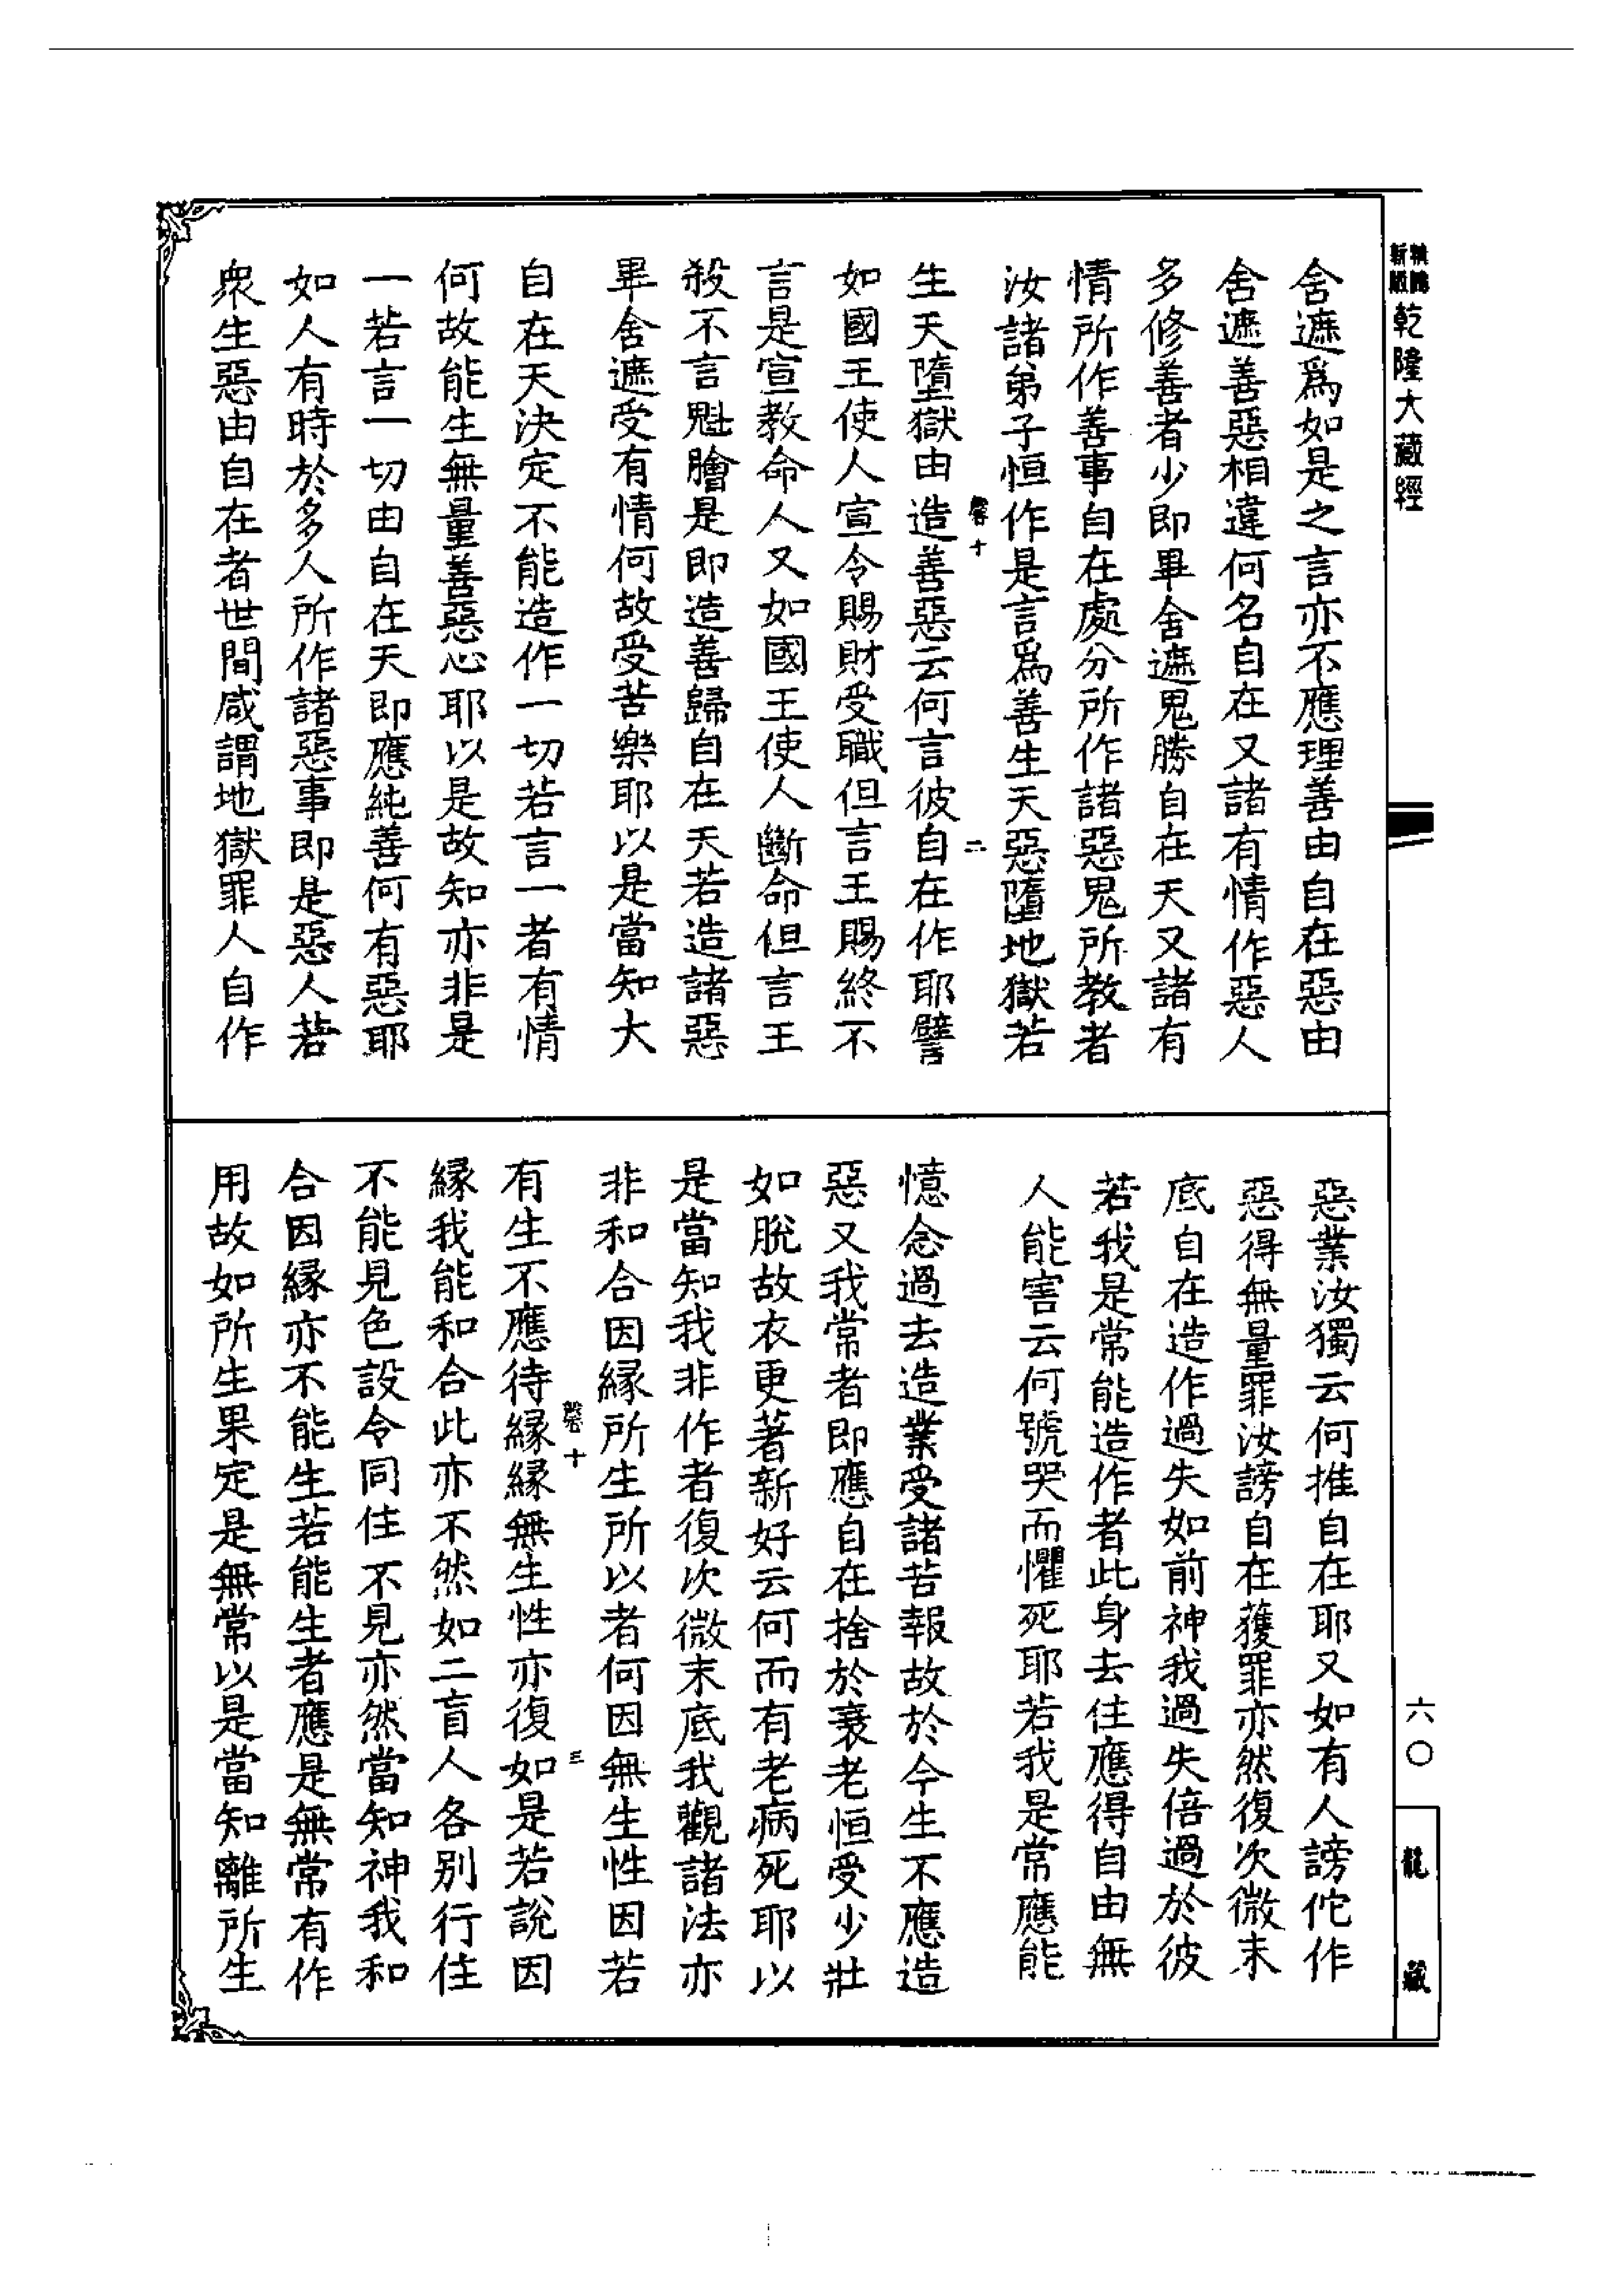 新版
乾隆大藏經
舍遮爲如是之言亦不應理善由自在惡由
舍遮善惡相違何名自在又諸有情作惡人
多修善者少即畢舍遮鬼勝自在天又諸有
情所作善事自在處分所作諸惡鬼所教者
汝諸弟子恒作是言爲善生天惡墮地獄若
十
二
生天墮獄由造善惡云何言彼自在作耶譬
如國王使人宣令賜財受職但言王賜終不
言是宣教命人又如國王使人斷命但言王
殺不言魁膾是即造善歸自在天若造諸惡
畢舍遮受有情何故受苦樂耶以是當知大
自在天決定不能造作一切若言一者有情
何故能生無量善惡心耶以是故知亦非是
一若言一切由自在天即應純善何有惡耶
如人有時於多人所作諸惡事即是惡人若
衆生惡由自在者世間咸謂地獄罪人自作
惡業汝獨云何推自在耶又如有人謗佗作
惡得無量罪汝謗自在獲罪亦然復次微末
底自在造作過失如前神我過失倍過於彼
若我是常能造作者此身去住應得自由無
人能害云何號哭而懼死耶若我是常應能
憶念過去造業受諸苦報故於今生不應造
惡又我常者即應自在捨於衰老恒受少壯
如脫故衣更著新好云何而有老病死耶以
是當知我非作者復次微末底我觀諸法亦
非和合因緣所生所以者何因無生性因若
十
三
有生不應待緣緣無生性亦復如是若說因
緣我能和合此亦不然如二盲人各別行住
不能見色設令同住不見亦然當知神我和
合因緣亦不能生若能生者應是無常有作
用故如所生果定是無常以是當知離所生
六〇
龍藏